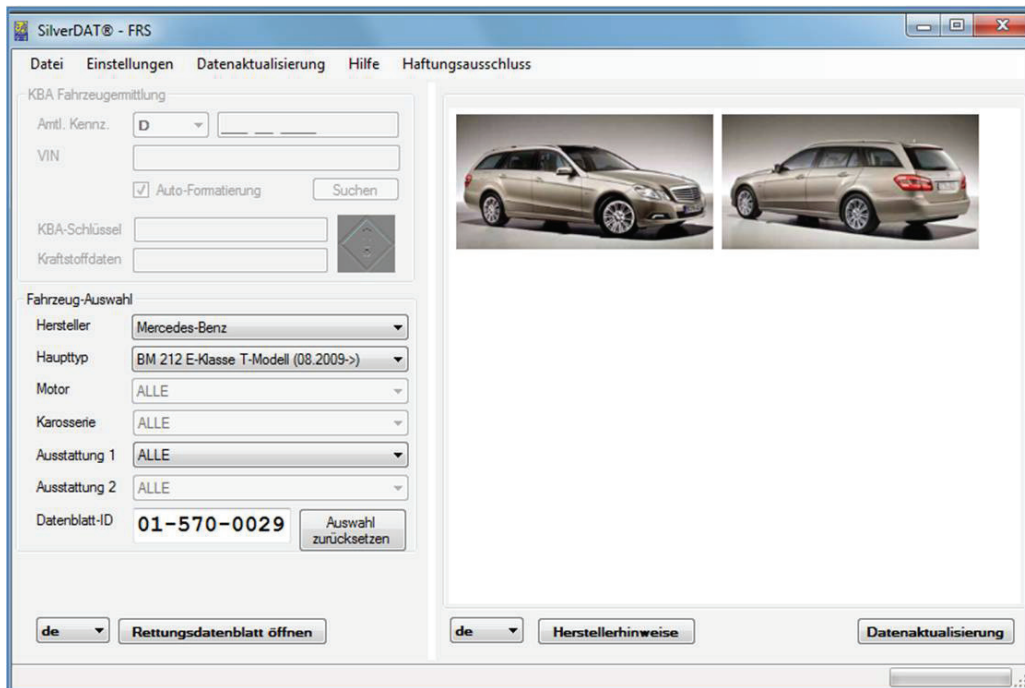 SilverDAT® - FRS
Datei Einstellungen Datenaktualisierung Hilfe Haftungsausschluss
KBA Fahrzeugermittlung
Amtl. Kennz. D
VIN
Auto-Formatierung Suchen
KBA-Schlüssel
Kraftstoffdaten
Fahrzeug-Auswahl
Hersteller Mercedes-Benz
Haupttyp BM 212 E-Klasse T-Modell (08.2009->)
Motor ALLE
Karosserie ALLE
Ausstattung 1 ALLE
Ausstattung 2 ALLE
Datenblatt-ID 01-570-0029 Auswahl
zurücksetzen
de Rettungsdatenblatt öffnen de Herstellerhinweise Datenaktualisierung